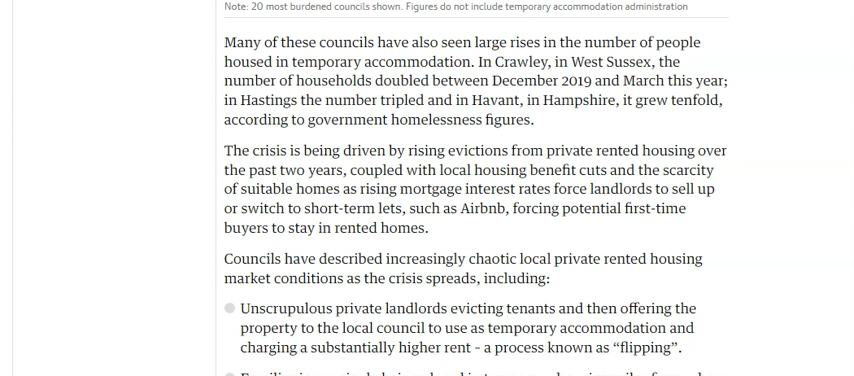 Note: 20 most burdened councils shown. Figures do not include temporary accommodation administration
Many of these councils have also seen large rises in the number of people
housed in temporary accommodation. In Crawley, in West Sussex, the
number of households doubled between December 2019 and March this year;
in Hastings the number tripled and in Havant, in Hampshire, it grew tenfold,
according to government homelessness figures.
The crisis is being driven by rising evictions from private rented housing over
the past two years, coupled with local housing benefit cuts and the scarcity
of suitable homes as rising mortgage interest rates force landlords to sell up
or switch to short-term lets, such as Airbnb, forcing potential first-time
buyers to stay in rented homes.
Councils have described increasingly chaotic local private rented housing
market conditions as the crisis spreads, including:
Unscrupulous private landlords evicting tenants and then offering the
property to the local council to use as temporary accommodation and
charging a substantially higher rent – a process known as “flipping”.